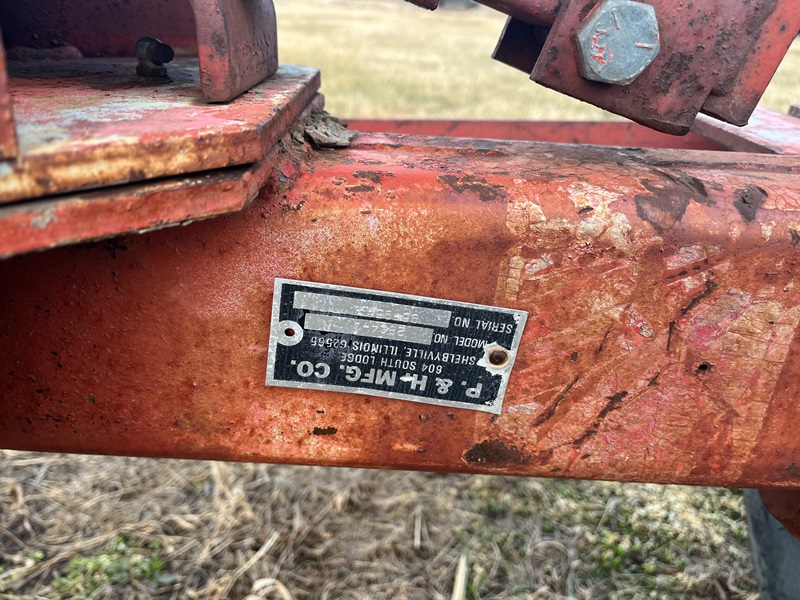 P. & H. MFG. CO.
604 SOUTH LODGE
SHELBYVILLE, ILLINOIS 62565
MODEL NO.
SERIAL NO.